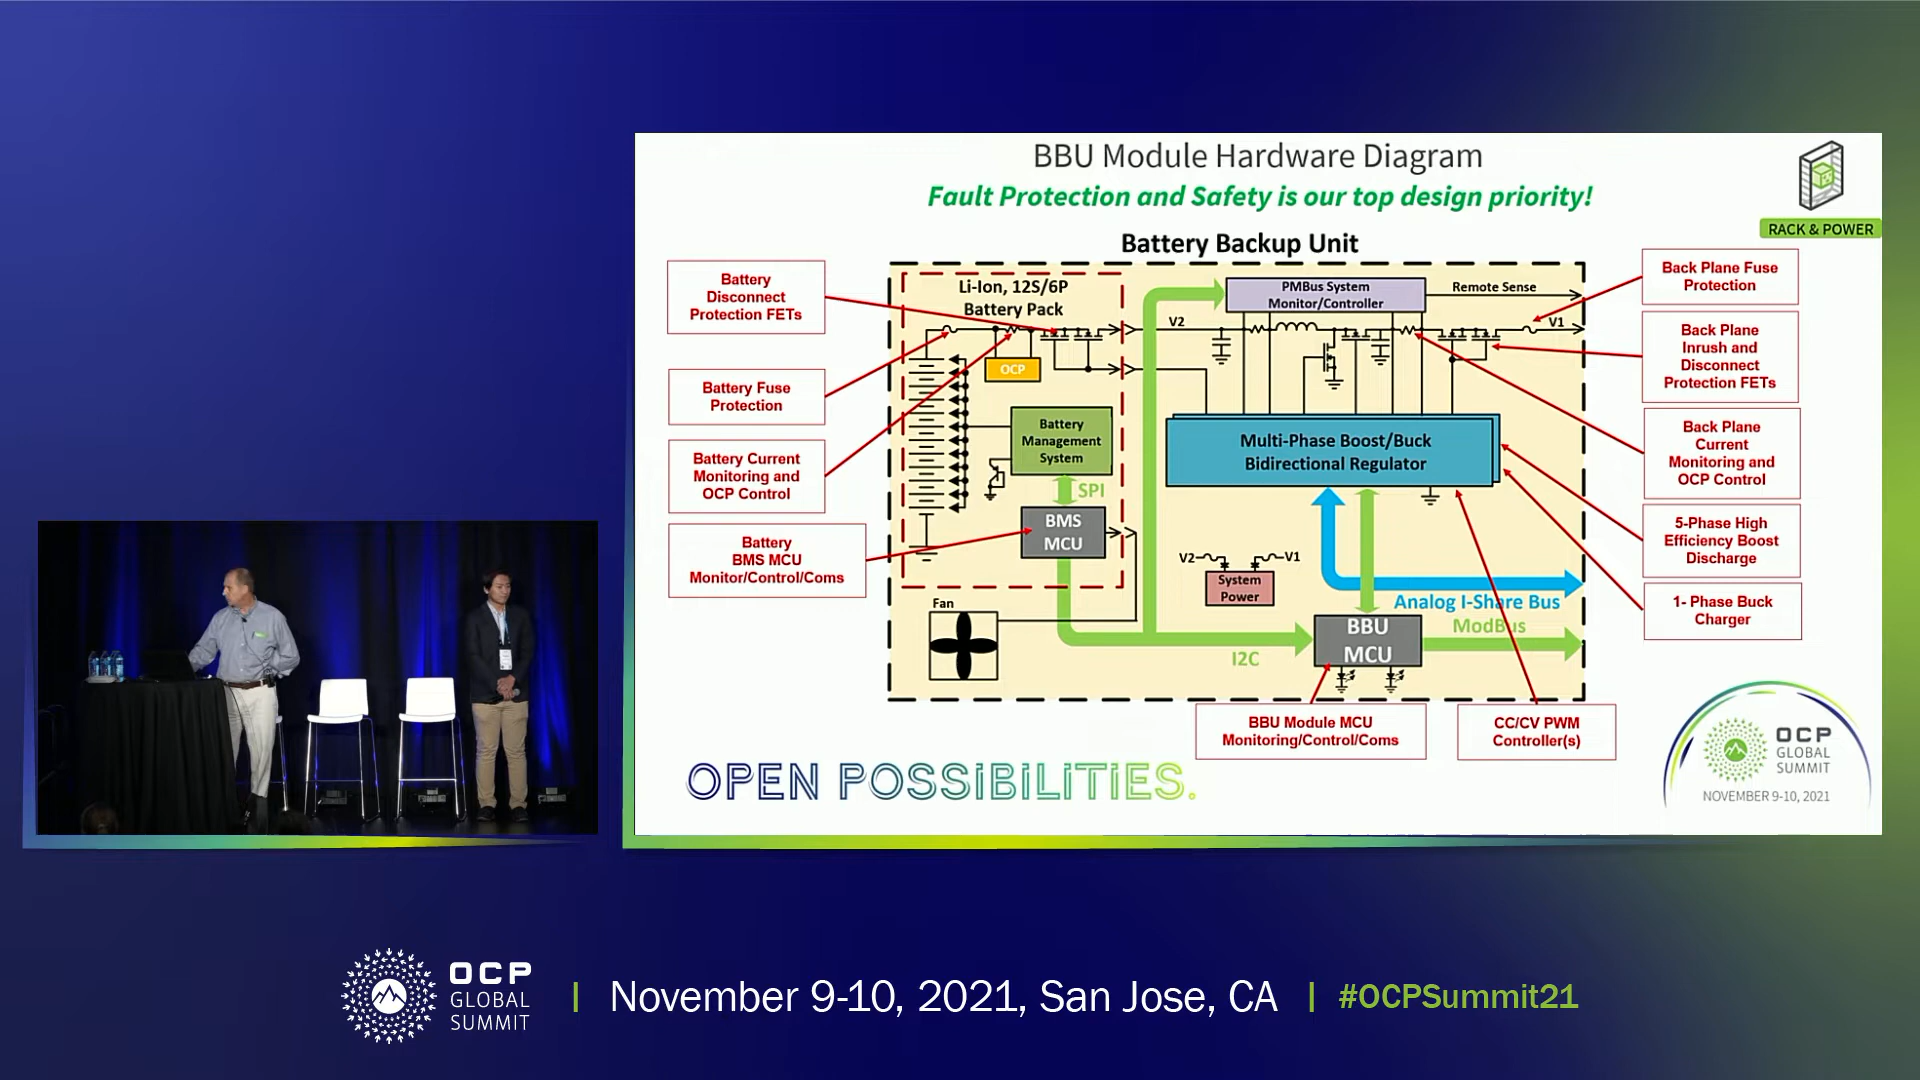 BBU Module Hardware Diagram
Fault Protection and Safety is our top design priority!
RACK & POWER
Battery Backup Unit
Battery
Disconnect
Protection FETs
Battery Fuse
Protection
Battery Current
Monitoring and
OCP Control
Battery
BMS MCU
Monitor/Control/Coms
Li-Ion, 12S/6P
Battery Pack
OCP
Battery
Management
System
SPI
BMS
MCU
Fan
I2C
PMBus System
Monitor/Controller
Remote Sense
V2
V1
Multi-Phase Boost/Buck
Bidirectional Regulator
V2
V1
System
Power
Analog I-Share Bus
ModBus
BBU
MCU
Back Plane Fuse
Protection
Back Plane
Inrush and
Disconnect
Protection FETs
Back Plane
Current
Monitoring and
OCP Control
5-Phase High
Efficiency Boost
Discharge
1- Phase Buck
Charger
BBU Module MCU
Monitoring/Control/Coms
CC/CV PWM
Controller(s)
OPEN POSSIBILITIES.
OCP
GLOBAL
SUMMIT
NOVEMBER 9-10, 2021
OCP
GLOBAL
SUMMIT
November 9-10, 2021, San Jose, CA
#OCPSummit21